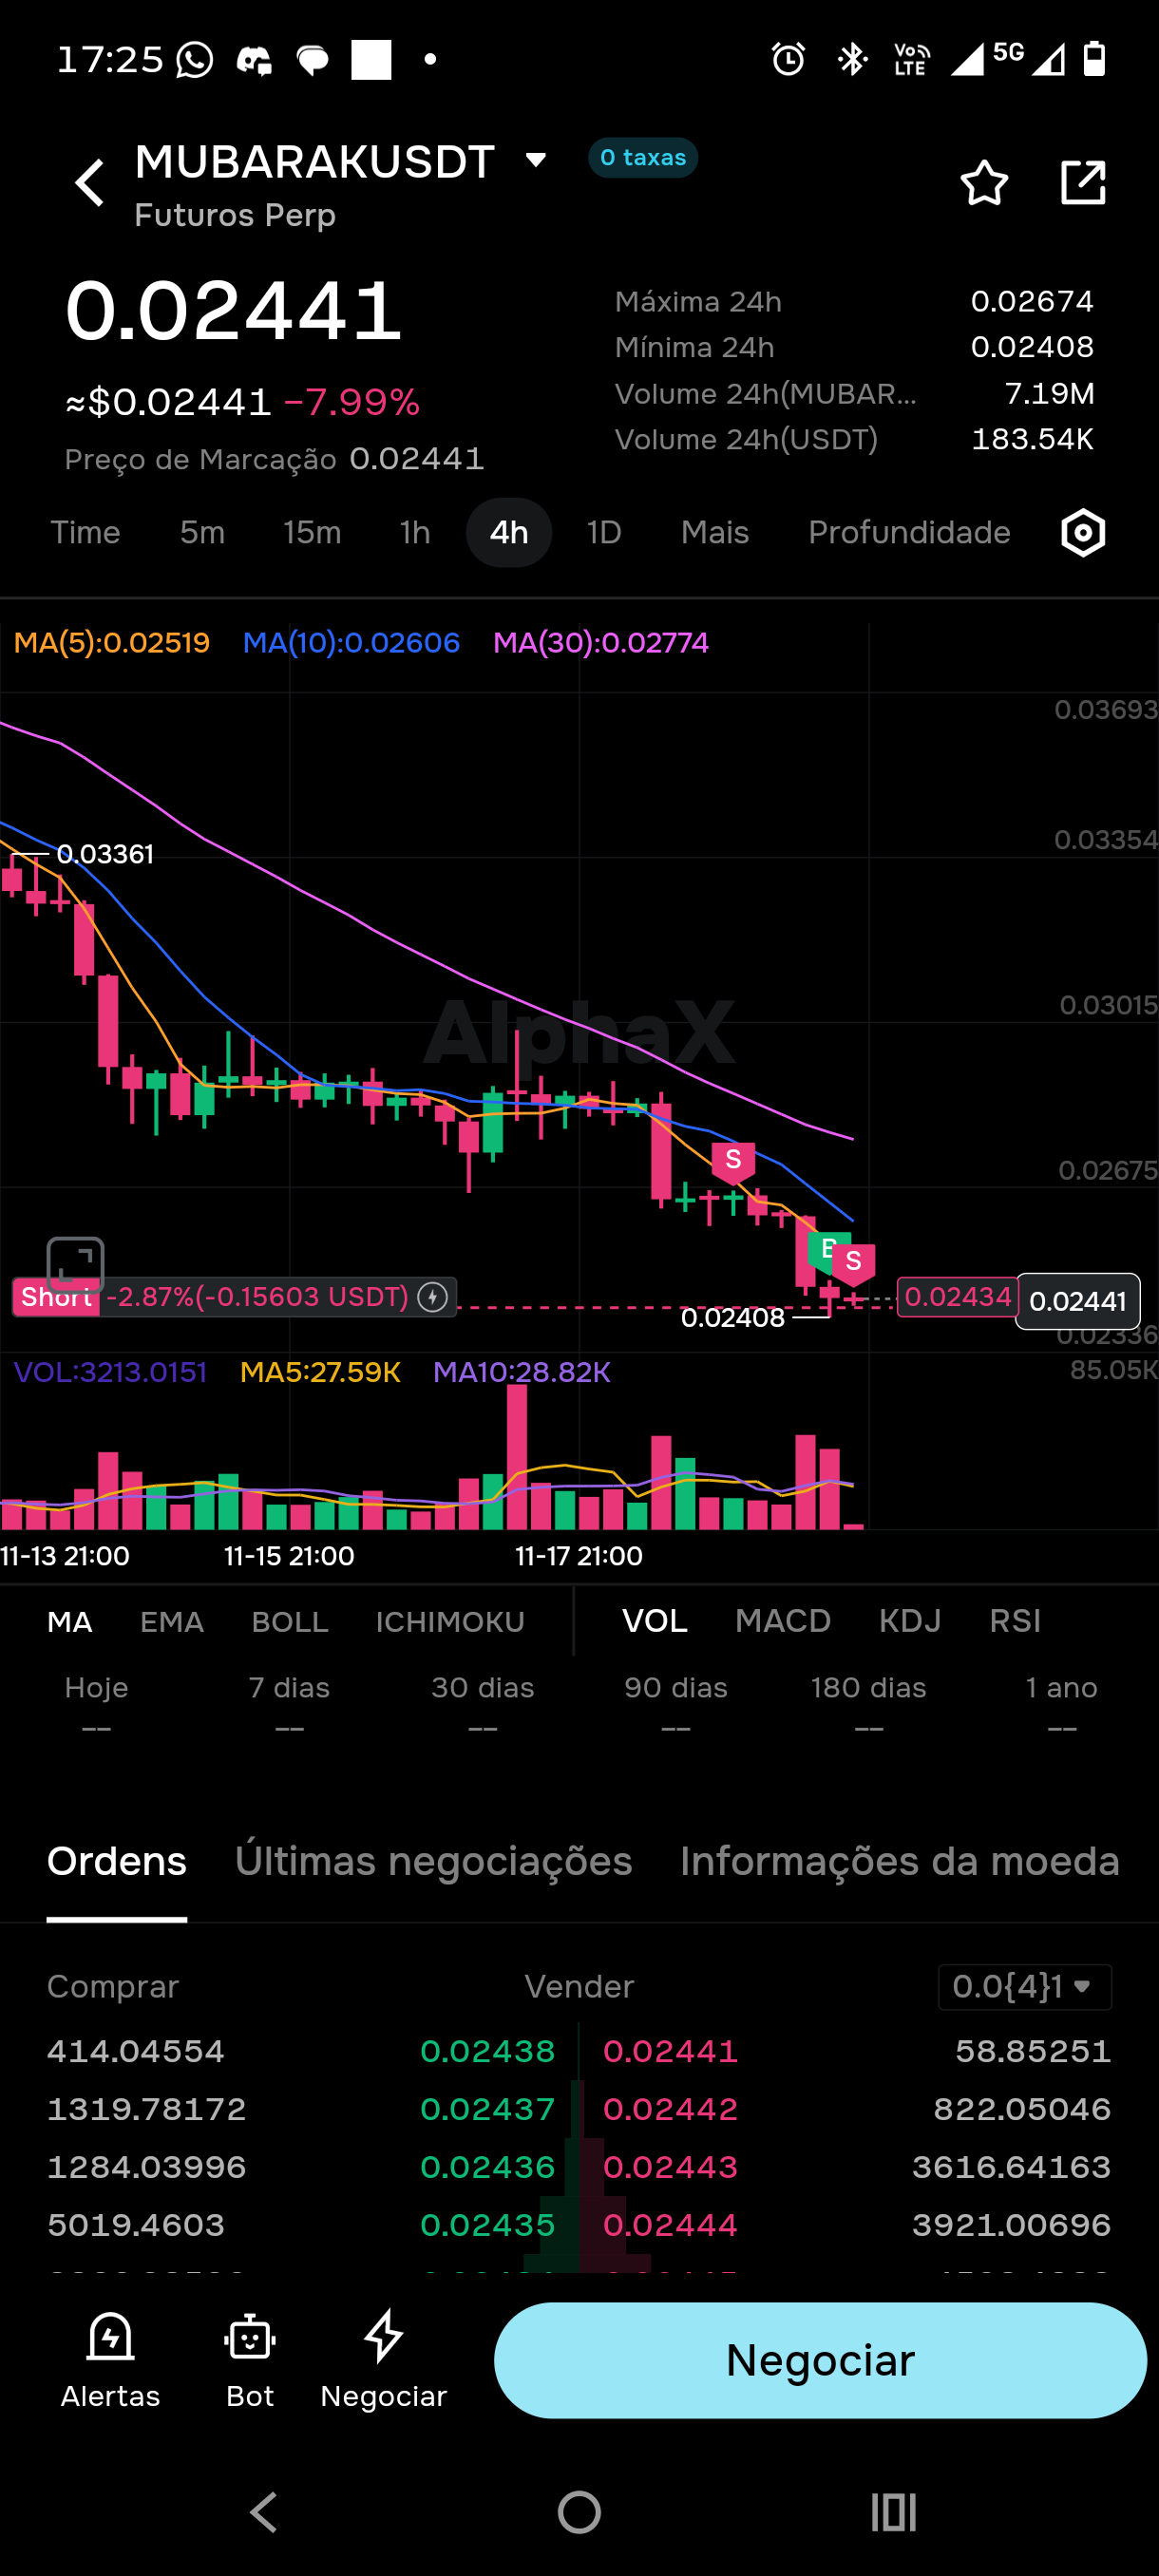 17:25 VoLTE 5G
MUBARAKUSDT 0 taxas
Futuros Perp
0.02441
≈$0.02441 −7.99%
Preço de Marcação 0.02441
Máxima 24h 0.02674
Mínima 24h 0.02408
Volume 24h(MUBAR... 7.19M
Volume 24h(USDT) 183.54K
Time 5m 15m 1h 4h 1D Mais Profundidade
MA(5):0.02519 MA(10):0.02606 MA(30):0.02774
0.03693
0.03354
0.03361
0.03015
AlphaX
0.02675
S
B S
Short -2.87%(-0.15603 USDT) 0.02434 0.02441
0.02408
0.02336
VOL:3213.0151 MA5:27.59K MA10:28.82K 85.05K
11-13 21:00 11-15 21:00 11-17 21:00
MA EMA BOLL ICHIMOKU VOL MACD KDJ RSI
Hoje 7 dias 30 dias 90 dias 180 dias 1 ano
-- -- -- -- -- --
Ordens Últimas negociações Informações da moeda
Comprar Vender 0.0{4}1
414.04554 0.02438 0.02441 58.85251
1319.78172 0.02437 0.02442 822.05046
1284.03996 0.02436 0.02443 3616.64163
5019.4603 0.02435 0.02444 3921.00696
Alertas Bot Negociar Negociar